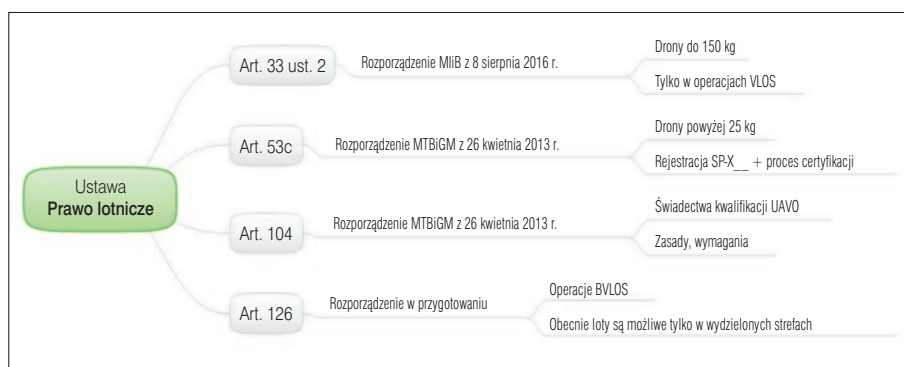 Ustawa
Prawo lotnicze
Art. 33 ust. 2
Rozporządzenie MIiB z 8 sierpnia 2016 r.
Drony do 150 kg
Tylko w operacjach VLOS
Art. 53c
Rozporządzenie MTBiGM z 26 kwietnia 2013 r.
Drony powyżej 25 kg
Rejestracja SP-X__ + proces certyfikacji
Art. 104
Rozporządzenie MTBiGM z 26 kwietnia 2013 r.
Świadectwa kwalifikacji UAVO
Zasady, wymagania
Art. 126
Rozporządzenie w przygotowaniu
Operacje BVLOS
Obecnie loty są możliwe tylko w wydzielonych strefach